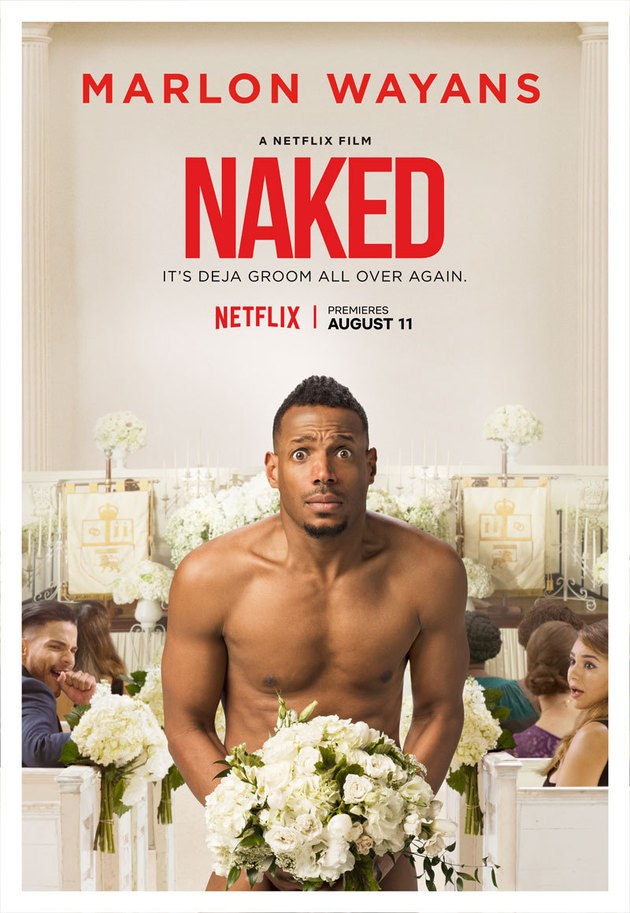 MARLON WAYANS
A NETFLIX FILM
NAKED
IT'S DEJA GROOM ALL OVER AGAIN.
NETFLIX | PREMIERES
AUGUST 11